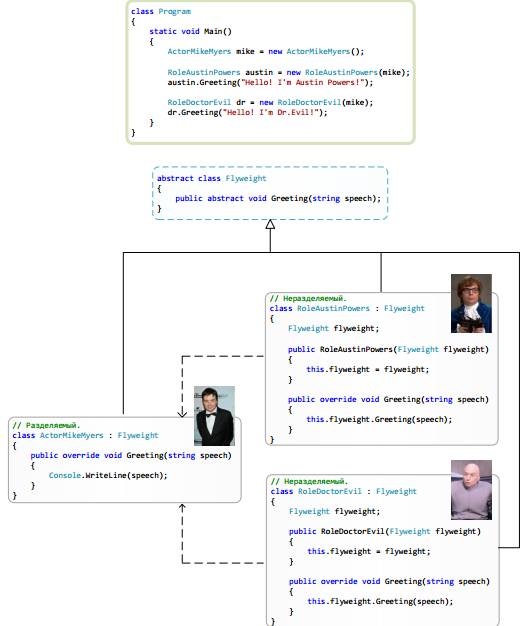 class Program
{
static void Main()
{
ActorMikeMyers mike = new ActorMikeMyers();
RoleAustinPowers austin = new RoleAustinPowers(mike);
austin.Greeting("Hello! I'm Austin Powers!");
RoleDoctorEvil dr = new RoleDoctorEvil(mike);
dr.Greeting("Hello! I'm Dr.Evil!");
}
}
abstract class Flyweight
{
public abstract void Greeting(string speech);
}
// Неразделяемый.
class RoleAustinPowers : Flyweight
{
Flyweight flyweight;
public RoleAustinPowers(Flyweight flyweight)
{
this.flyweight = flyweight;
}
public override void Greeting(string speech)
{
this.flyweight.Greeting(speech);
}
}
// Разделяемый.
class ActorMikeMyers : Flyweight
{
public override void Greeting(string speech)
{
Console.WriteLine(speech);
}
}
// Неразделяемый.
class RoleDoctorEvil : Flyweight
{
Flyweight flyweight;
public RoleDoctorEvil(Flyweight flyweight)
{
this.flyweight = flyweight;
}
public override void Greeting(string speech)
{
this.flyweight.Greeting(speech);
}
}